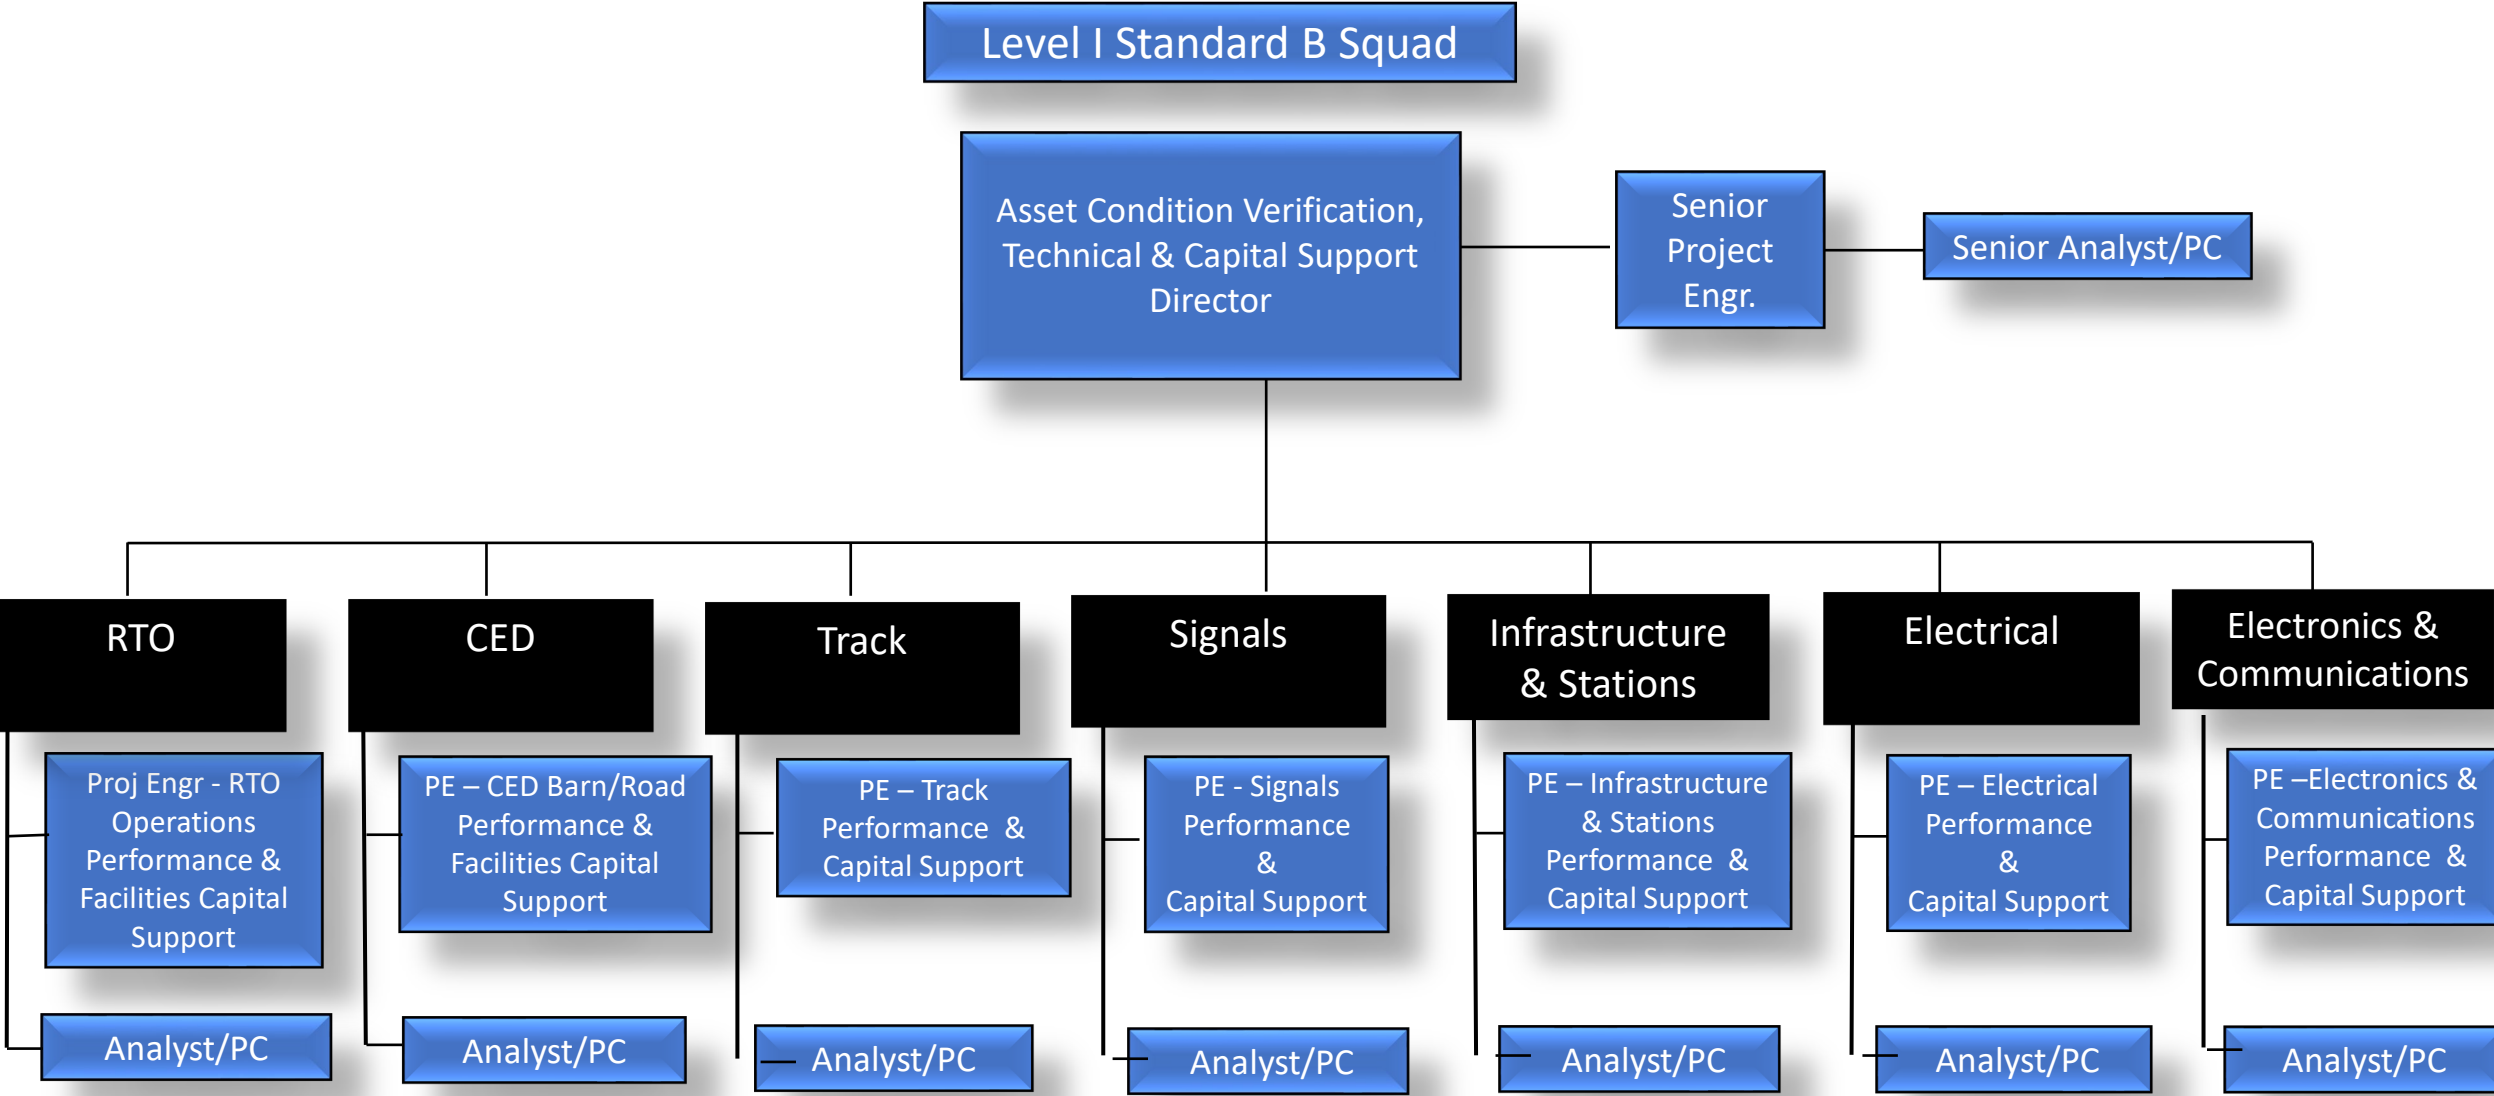 Level I Standard B Squad
Asset Condition Verification,
Technical & Capital Support
Director
Senior
Project
Engr.
Senior Analyst/PC
RTO
CED
Track
Signals
Infrastructure
& Stations
Electrical
Electronics &
Communications
Proj Engr - RTO
Operations
Performance &
Facilities Capital
Support
PE – CED Barn/Road
Performance &
Facilities Capital
Support
PE – Track
Performance  &
Capital Support
PE - Signals
Performance
&
Capital Support
PE – Infrastructure
& Stations
Performance  &
Capital Support
PE – Electrical
Performance
&
Capital Support
PE –Electronics &
Communications
Performance  &
Capital Support
Analyst/PC
Analyst/PC
Analyst/PC
Analyst/PC
Analyst/PC
Analyst/PC
Analyst/PC